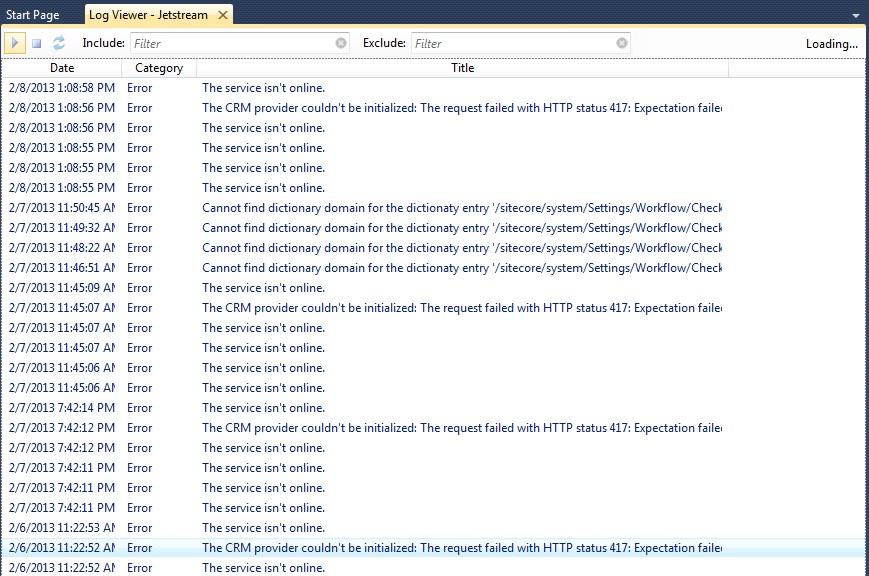 Start Page Log Viewer - Jetstream
Include: Filter Exclude: Filter Loading...
Date Category Title
2/8/2013 1:08:58 PM Error The service isn't online.
2/8/2013 1:08:56 PM Error The CRM provider couldn't be initialized: The request failed with HTTP status 417: Expectation failed
2/8/2013 1:08:56 PM Error The service isn't online.
2/8/2013 1:08:55 PM Error The service isn't online.
2/8/2013 1:08:55 PM Error The service isn't online.
2/8/2013 1:08:55 PM Error The service isn't online.
2/7/2013 11:50:45 AM Error Cannot find dictionary domain for the dictionaty entry '/sitecore/system/Settings/Workflow/Check
2/7/2013 11:49:32 AM Error Cannot find dictionary domain for the dictionaty entry '/sitecore/system/Settings/Workflow/Check
2/7/2013 11:48:22 AM Error Cannot find dictionary domain for the dictionaty entry '/sitecore/system/Settings/Workflow/Check
2/7/2013 11:46:51 AM Error Cannot find dictionary domain for the dictionaty entry '/sitecore/system/Settings/Workflow/Check
2/7/2013 11:45:09 AM Error The service isn't online.
2/7/2013 11:45:07 AM Error The CRM provider couldn't be initialized: The request failed with HTTP status 417: Expectation failed
2/7/2013 11:45:07 AM Error The service isn't online.
2/7/2013 11:45:07 AM Error The service isn't online.
2/7/2013 11:45:06 AM Error The service isn't online.
2/7/2013 11:45:06 AM Error The service isn't online.
2/7/2013 7:42:14 PM Error The service isn't online.
2/7/2013 7:42:12 PM Error The CRM provider couldn't be initialized: The request failed with HTTP status 417: Expectation failed
2/7/2013 7:42:12 PM Error The service isn't online.
2/7/2013 7:42:11 PM Error The service isn't online.
2/7/2013 7:42:11 PM Error The service isn't online.
2/7/2013 7:42:11 PM Error The service isn't online.
2/6/2013 11:22:53 AM Error The service isn't online.
2/6/2013 11:22:52 AM Error The CRM provider couldn't be initialized: The request failed with HTTP status 417: Expectation failed
2/6/2013 11:22:52 AM Error The service isn't online.